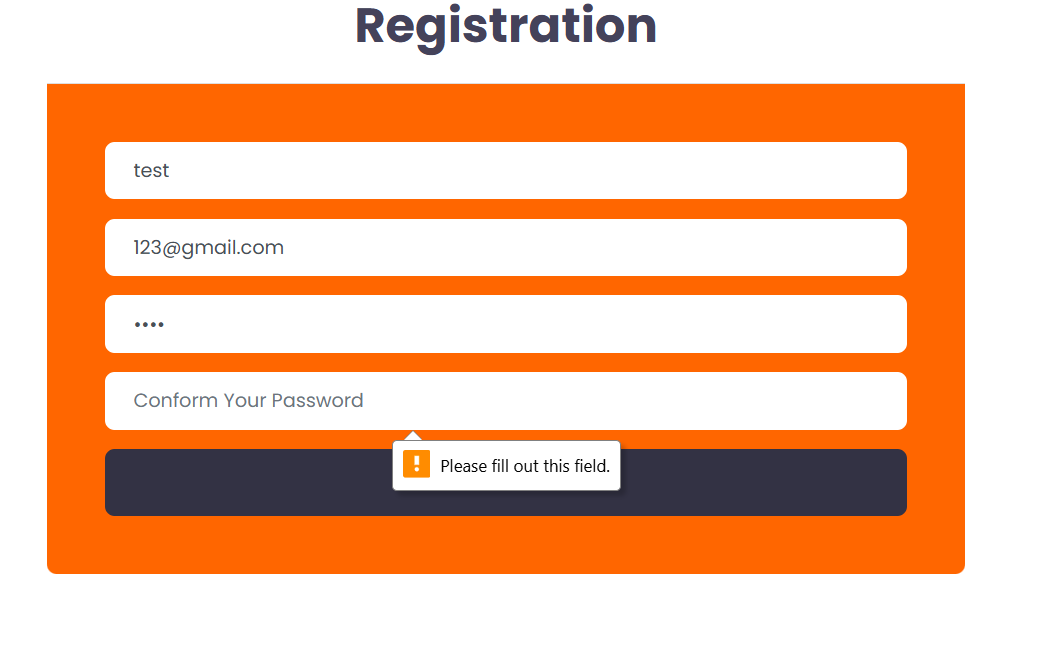 Registration
test
123@gmail.com
••••
Conform Your Password
Please fill out this field.